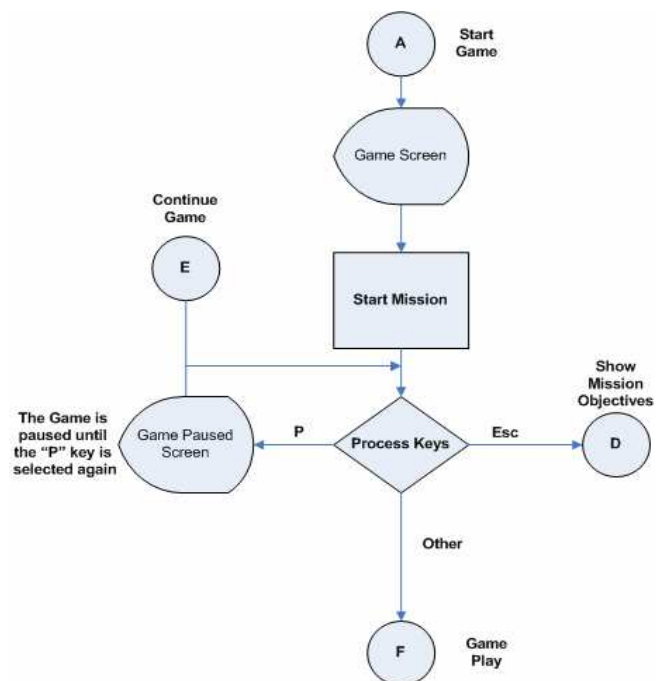 A
Start
Game
Game Screen
Continue
Game
E
Start Mission
Show
Mission
Objectives
The Game is
paused until
the “P” key is
selected again
Game Paused
Screen
P
Process Keys
Esc
D
Other
F
Game
Play